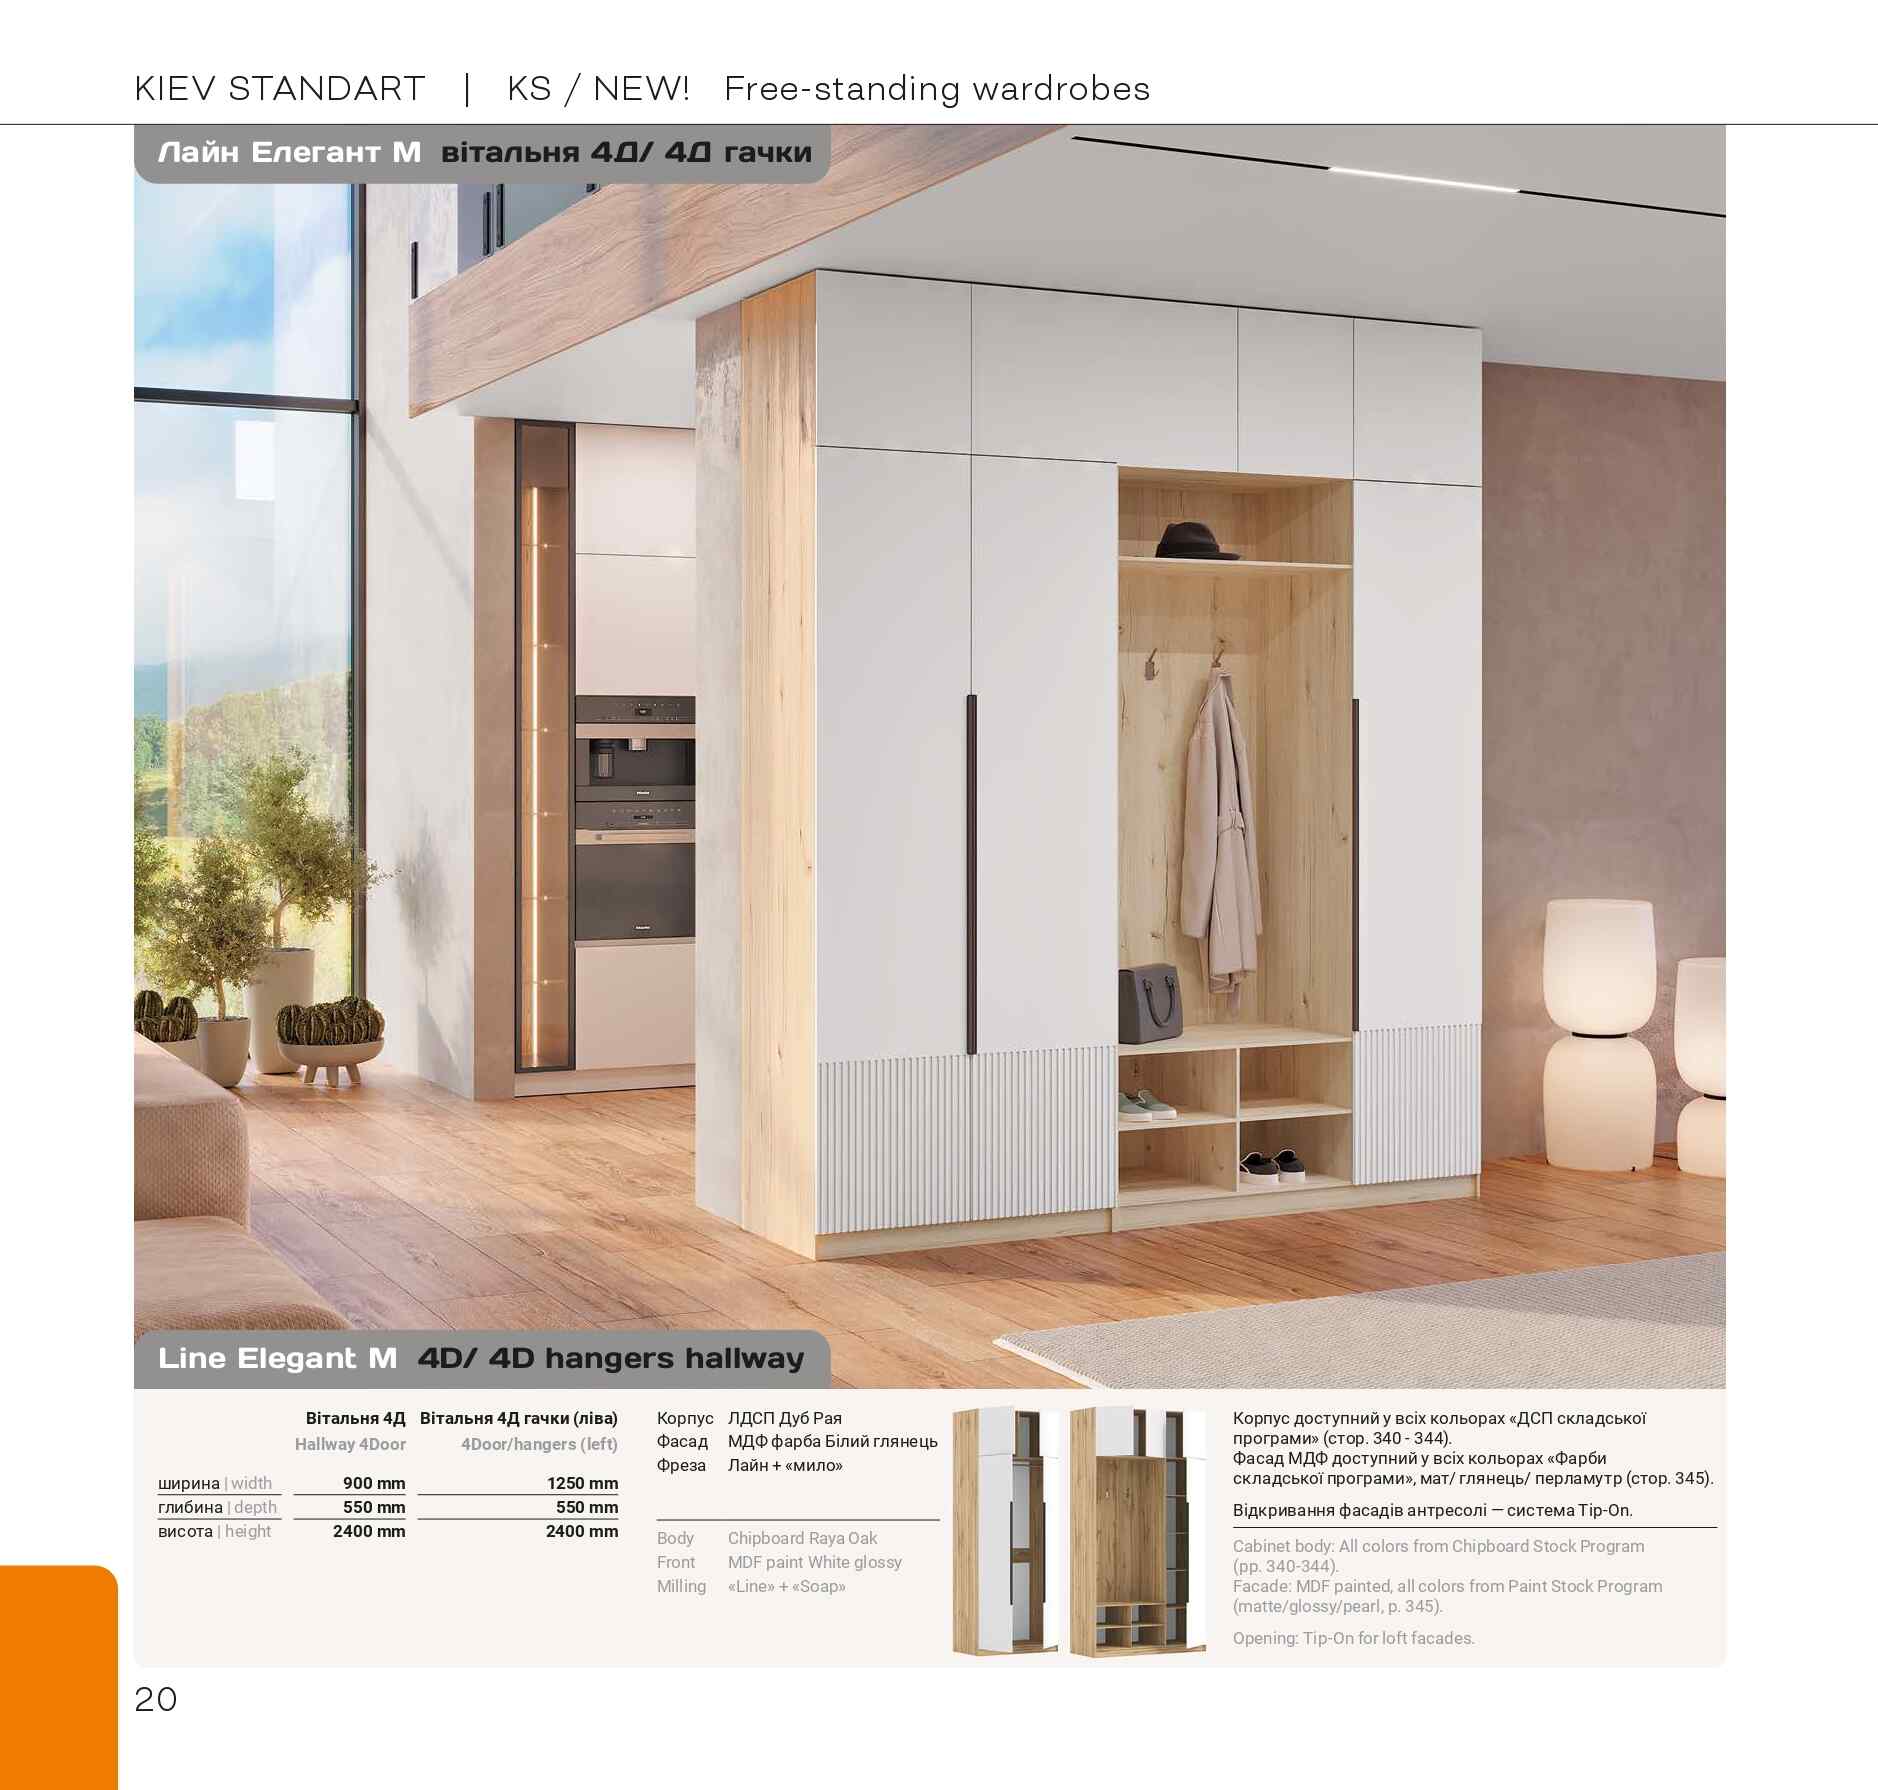 KIEV STANDART | KS / NEW! Free-standing wardrobes
Лайн Елегант М вітальня 4Д/ 4Д гачки
Line Elegant M 4D/ 4D hangers hallway
Вітальня 4Д Вітальня 4Д гачки (ліва)
Hallway 4Door 4Door/hangers (left)
ширина | width 900 mm 1250 mm
глибина | depth 550 mm 550 mm
висота | height 2400 mm 2400 mm
Корпус ЛДСП Дуб Рая
Фасад МДФ фарба Білий глянець
Фреза Лайн + «мило»
Body Chipboard Raya Oak
Front MDF paint White glossy
Milling «Line» + «Soap»
Корпус доступний у всіх кольорах «ДСП складської
програми» (стор. 340 - 344).
Фасад МДФ доступний у всіх кольорах «Фарби
складської програми», мат/ глянець/ перламутр (стор. 345).
Відкривання фасадів антресолі — система Tip-On.
Cabinet body: All colors from Chipboard Stock Program
(pp. 340-344).
Facade: MDF painted, all colors from Paint Stock Program
(matte/glossy/pearl, p. 345).
Opening: Tip-On for loft facades.
20